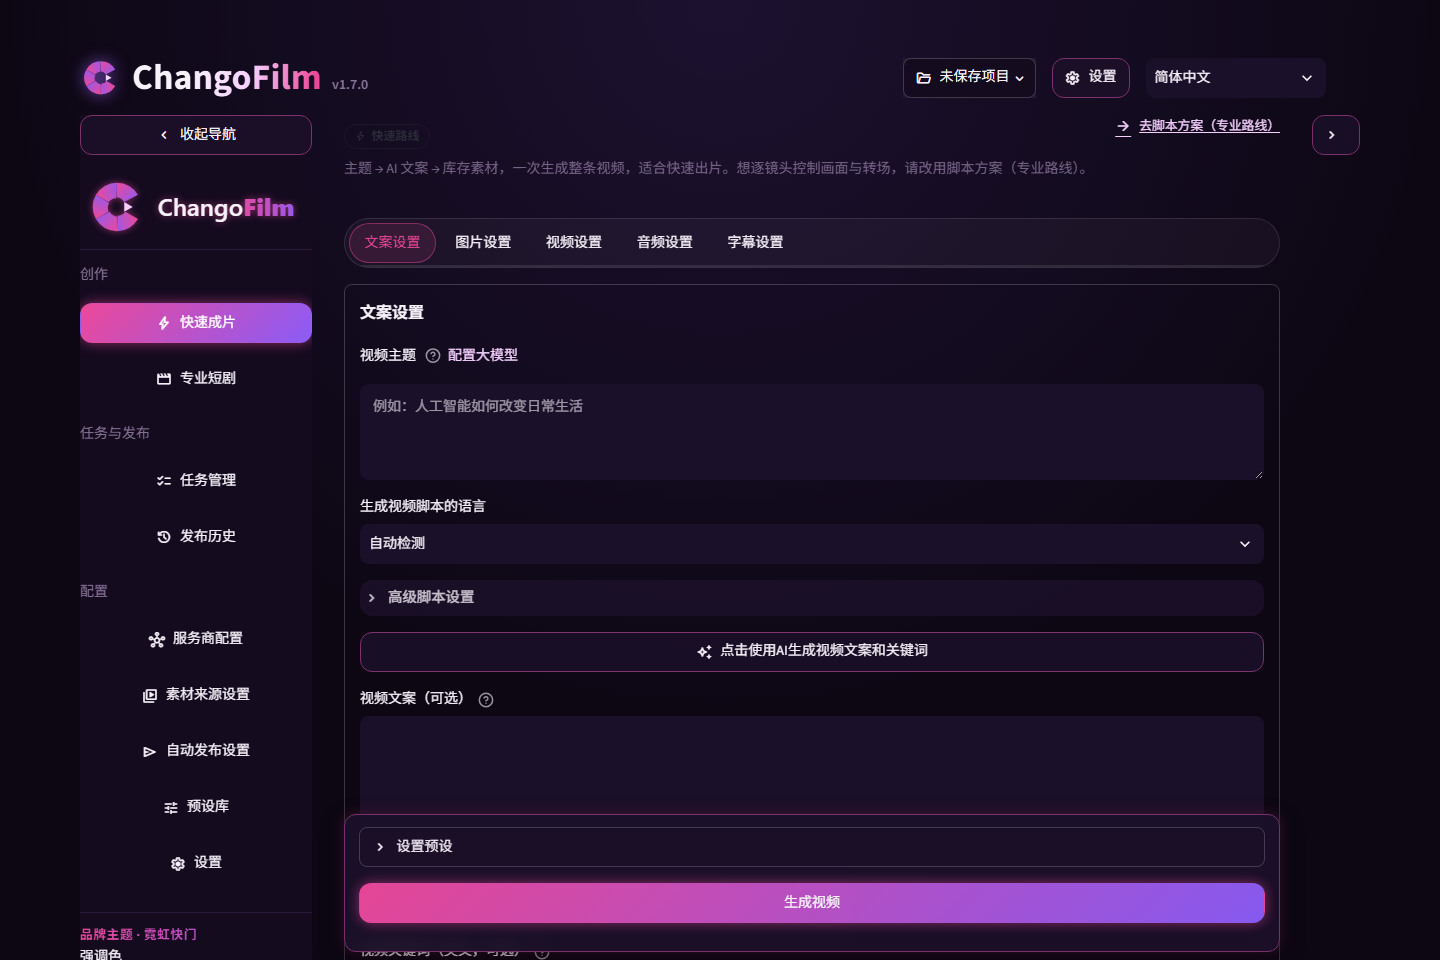 ChangoFilm v1.7.0
未保存项目
设置
简体中文
收起导航
快速路线
去脚本方案（专业路线）
主题 → AI 文案 → 库存素材，一次生成整条视频，适合快速出片。想逐镜头控制画面与转场，请改用脚本方案（专业路线）。
ChangoFilm
创作
快速成片
专业短剧
任务与发布
任务管理
发布历史
配置
服务商配置
素材来源设置
自动发布设置
预设库
设置
品牌主题 · 霓虹快门
强调色
文案设置
图片设置
视频设置
音频设置
字幕设置
文案设置
视频主题
配置大模型
例如：人工智能如何改变日常生活
生成视频脚本的语言
自动检测
高级脚本设置
点击使用AI生成视频文案和关键词
视频文案（可选）
设置预设
生成视频
视频关键词（英文，可选）